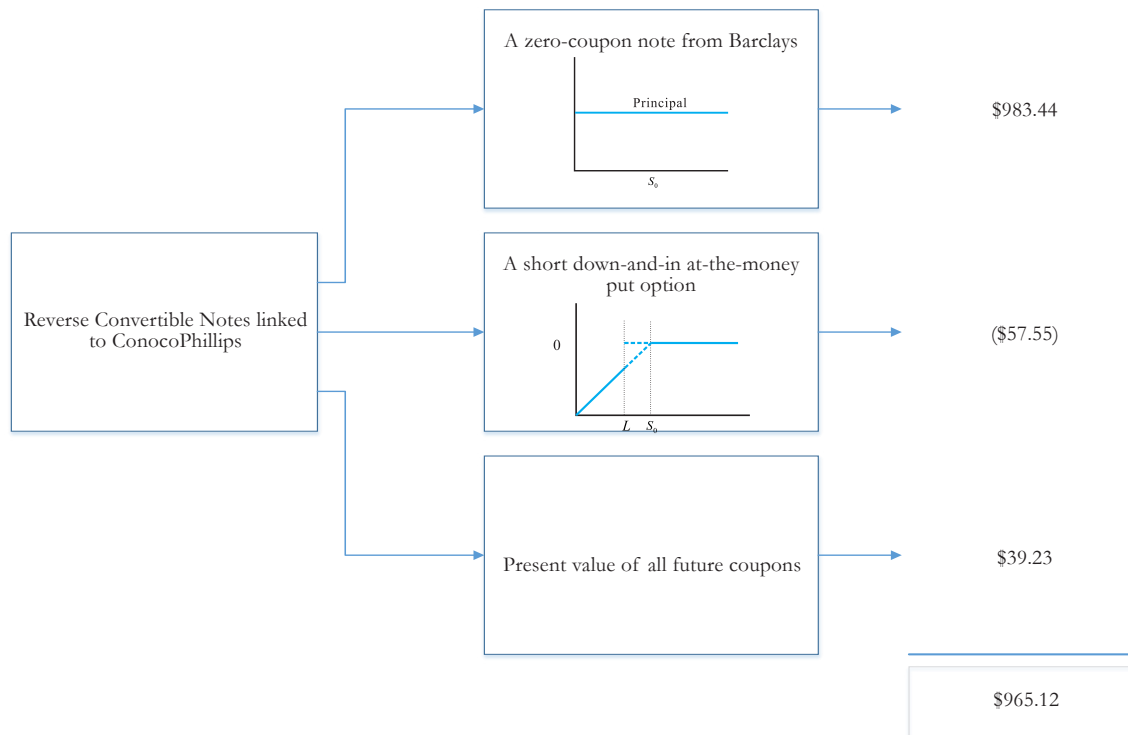 A zero-coupon note from Barclays
Principal
S₀
$983.44
Reverse Convertible Notes linked
to ConocoPhillips
A short down-and-in at-the-money
put option
0
L S₀
($57.55)
Present value of all future coupons
$39.23
$965.12